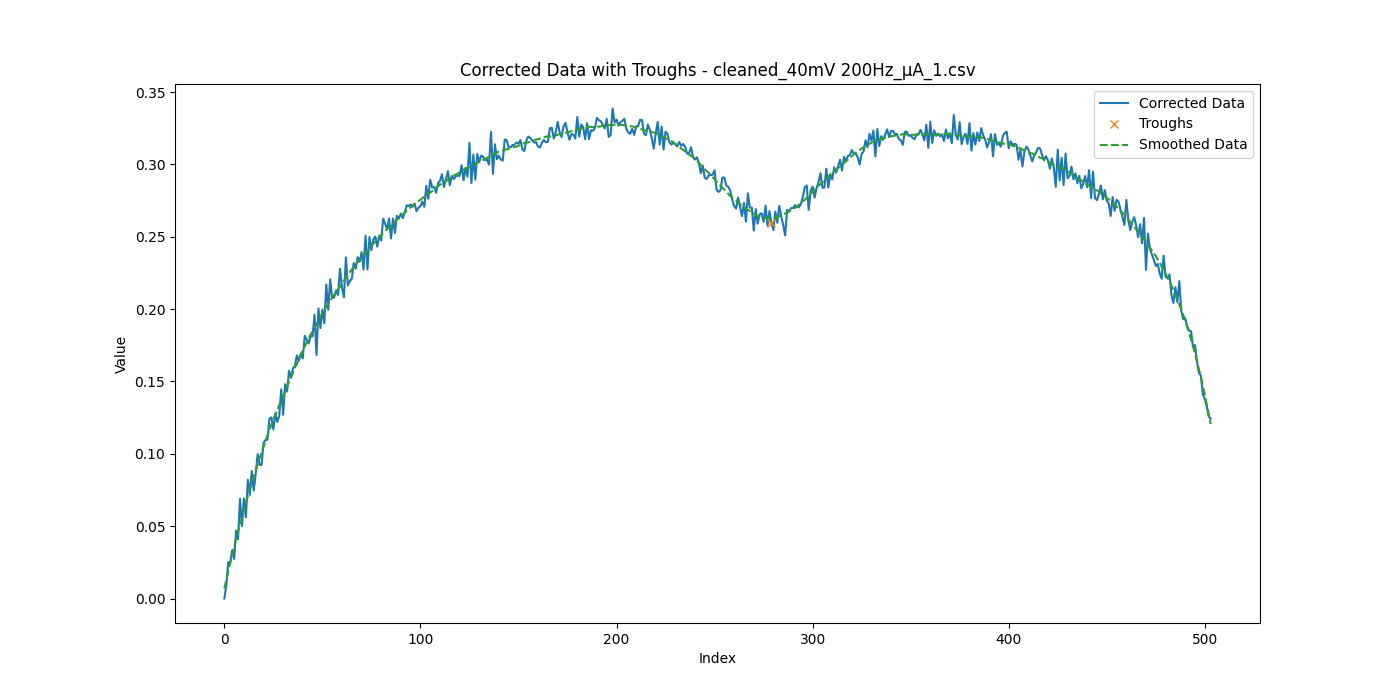 Corrected Data with Troughs - cleaned_40mV 200Hz_µA_1.csv
Corrected Data
Troughs
Smoothed Data
Value
0.35
0.30
0.25
0.20
0.15
0.10
0.05
0.00
0 100 200 300 400 500
Index